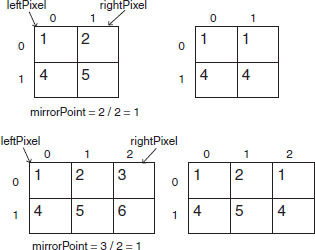 leftPixel rightPixel
0 1 0 1
0 1 2 0 1 1
1 4 5 1 4 4
mirrorPoint = 2 / 2 = 1
leftPixel rightPixel
0 1 2 0 1 2
0 1 2 3 0 1 2 1
1 4 5 6 1 4 5 4
mirrorPoint = 3 / 2 = 1